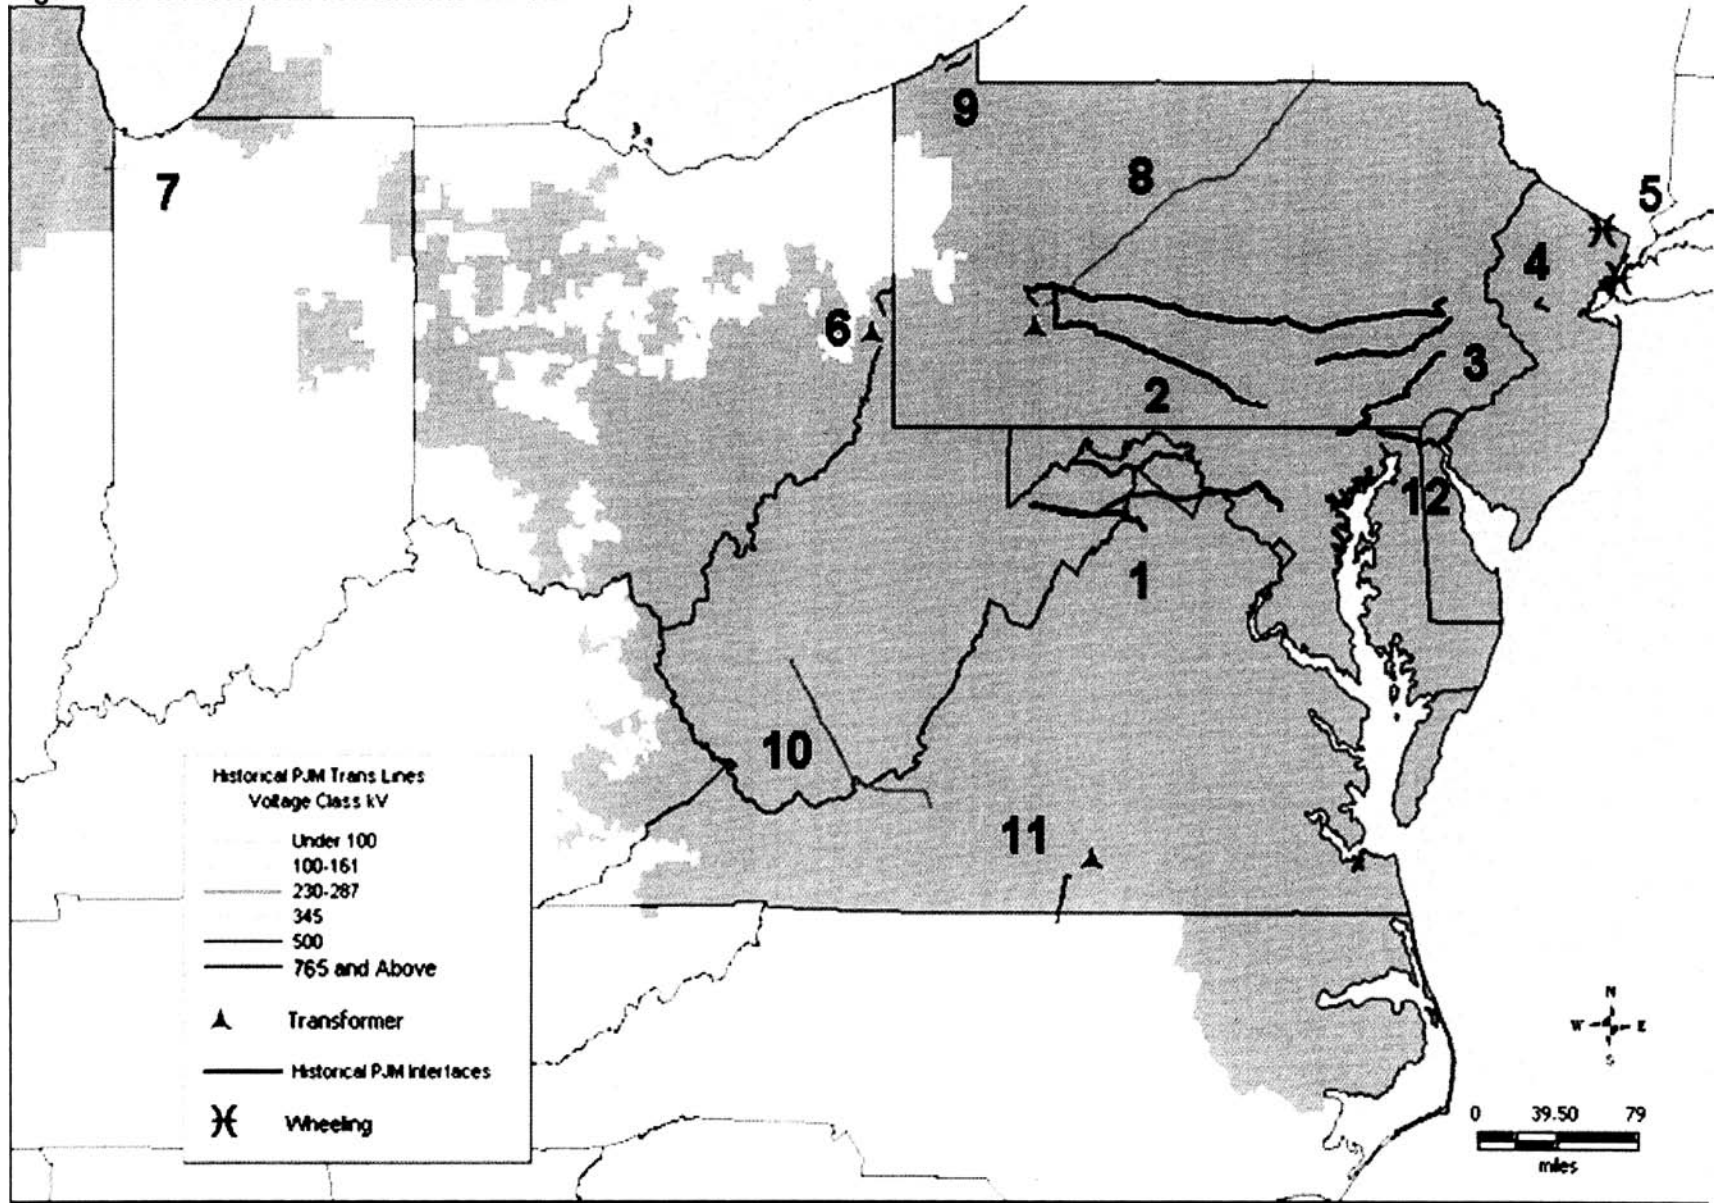 9
8
7
5
4
6
3
2
12
1
10
11
Historical PJM Trans Lines
Voltage Class kV
Under 100
100-161
230-287
345
500
765 and Above
Transformer
Historical PJM Interfaces
Wheeling
N
W E
S
0 39.50 79
miles